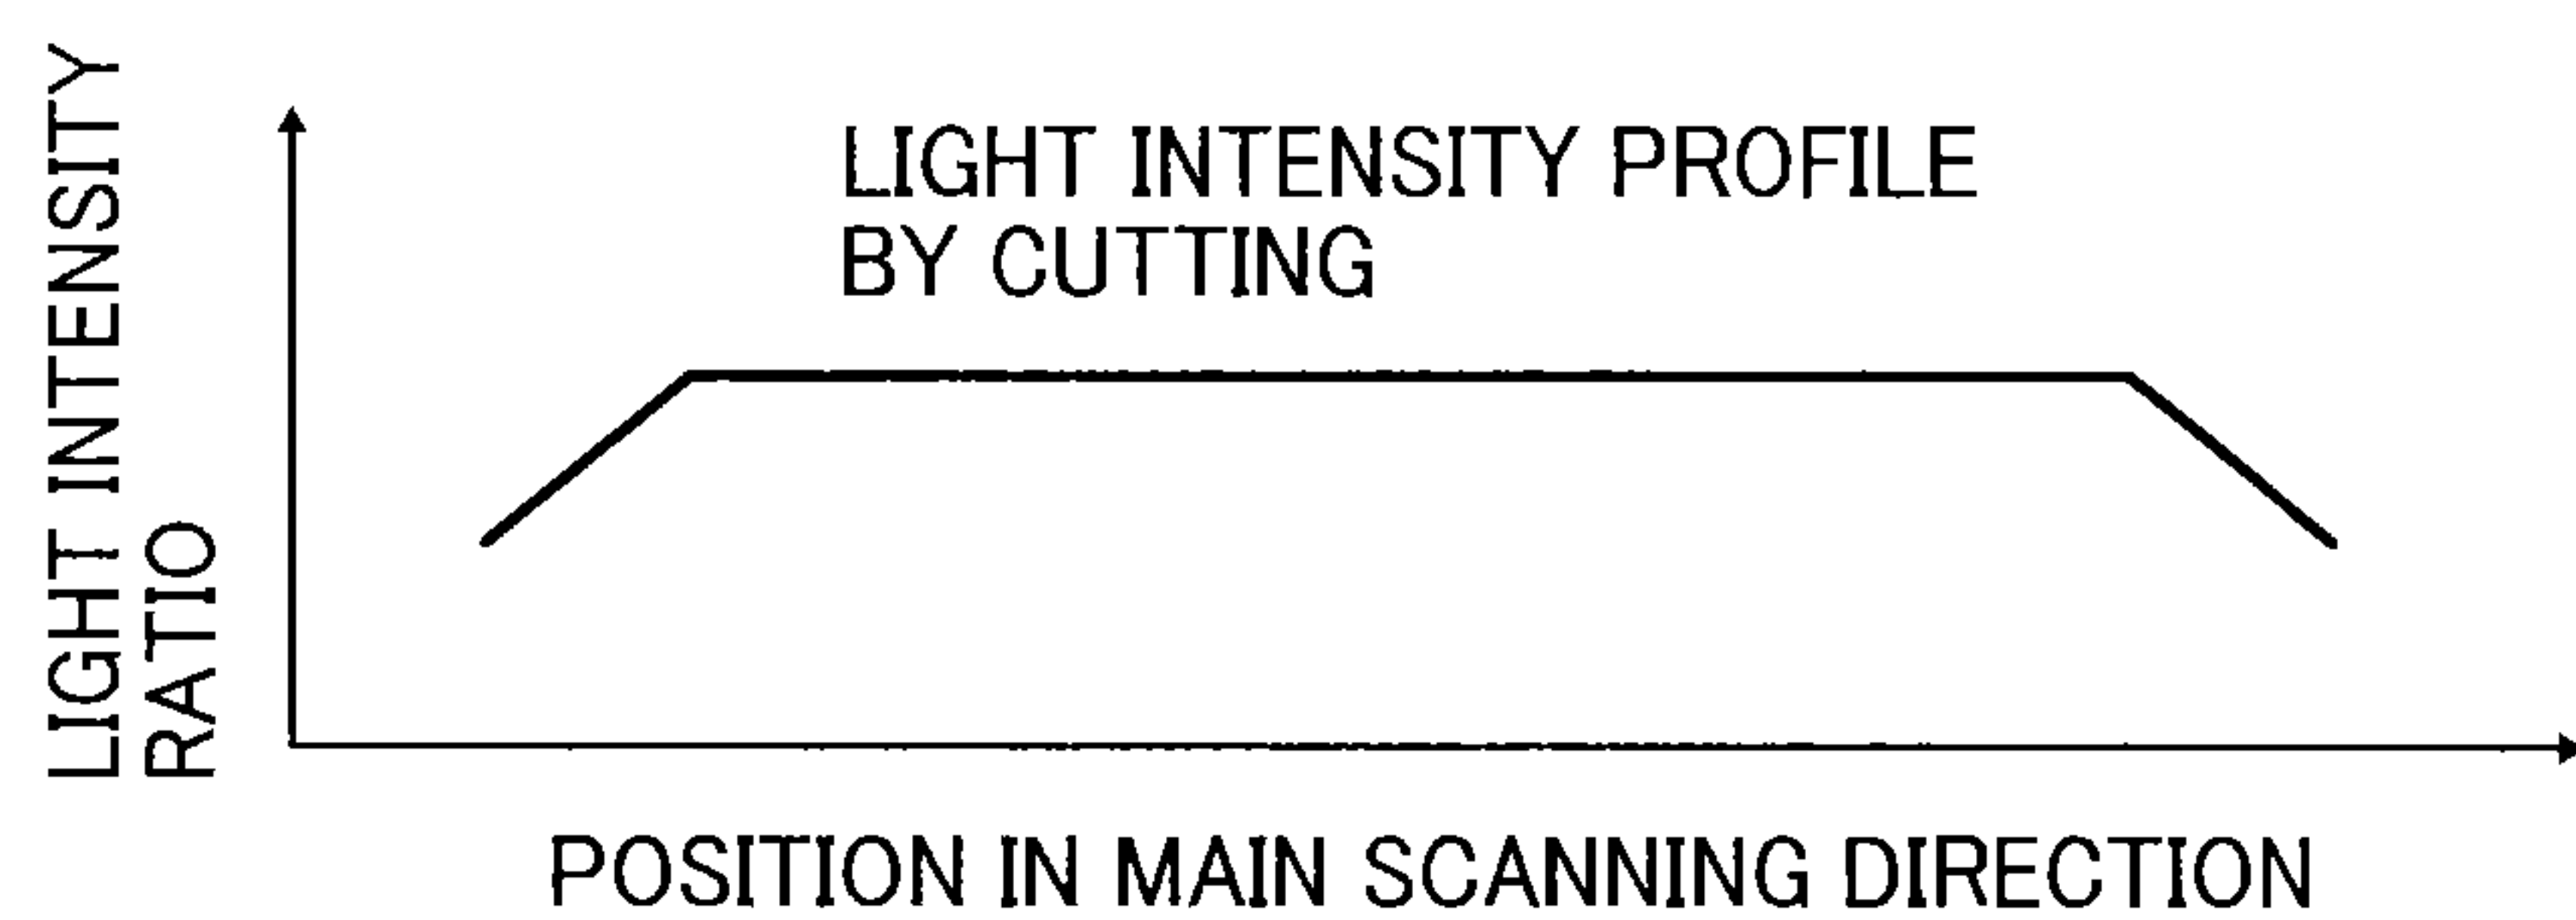 LIGHT INTENSITY
RATIO
LIGHT INTENSITY PROFILE
BY CUTTING
POSITION IN MAIN SCANNING DIRECTION